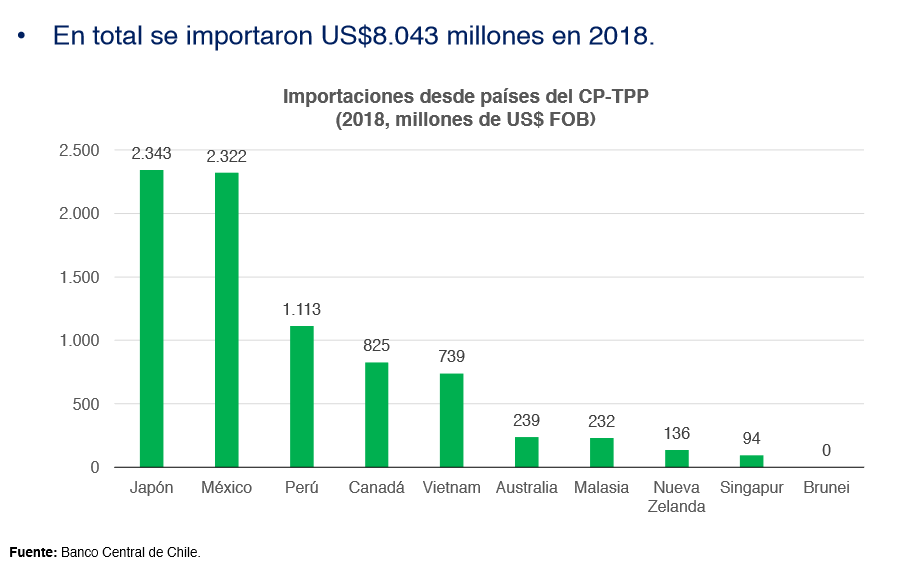 • En total se importaron US$8.043 millones en 2018.
Importaciones desde países del CP-TPP
(2018, millones de US$ FOB)
2.500
2.000
1.500
1.000
500
0
2.343
2.322
1.113
825
739
239
232
136
94
0
Japón
México
Perú
Canadá
Vietnam
Australia
Malasia
Nueva
Zelanda
Singapur
Brunei
Fuente: Banco Central de Chile.